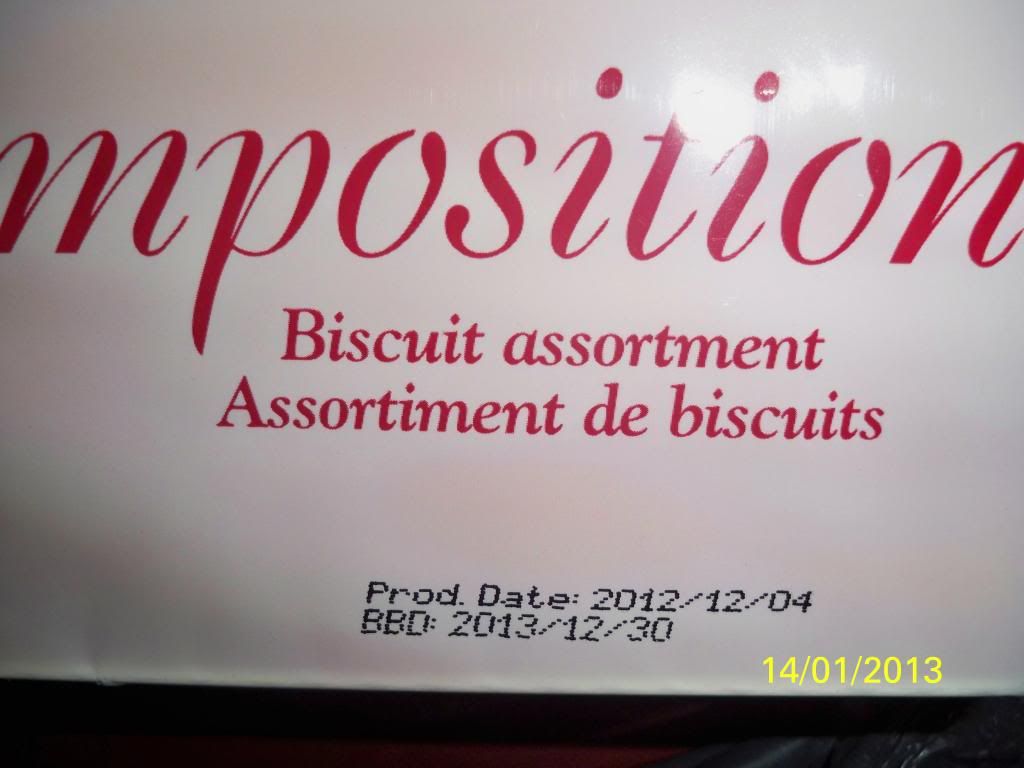 mposition
Biscuit assortment
Assortiment de biscuits
Prod. Date: 2012/12/04
BBD: 2013/12/30
14/01/2013